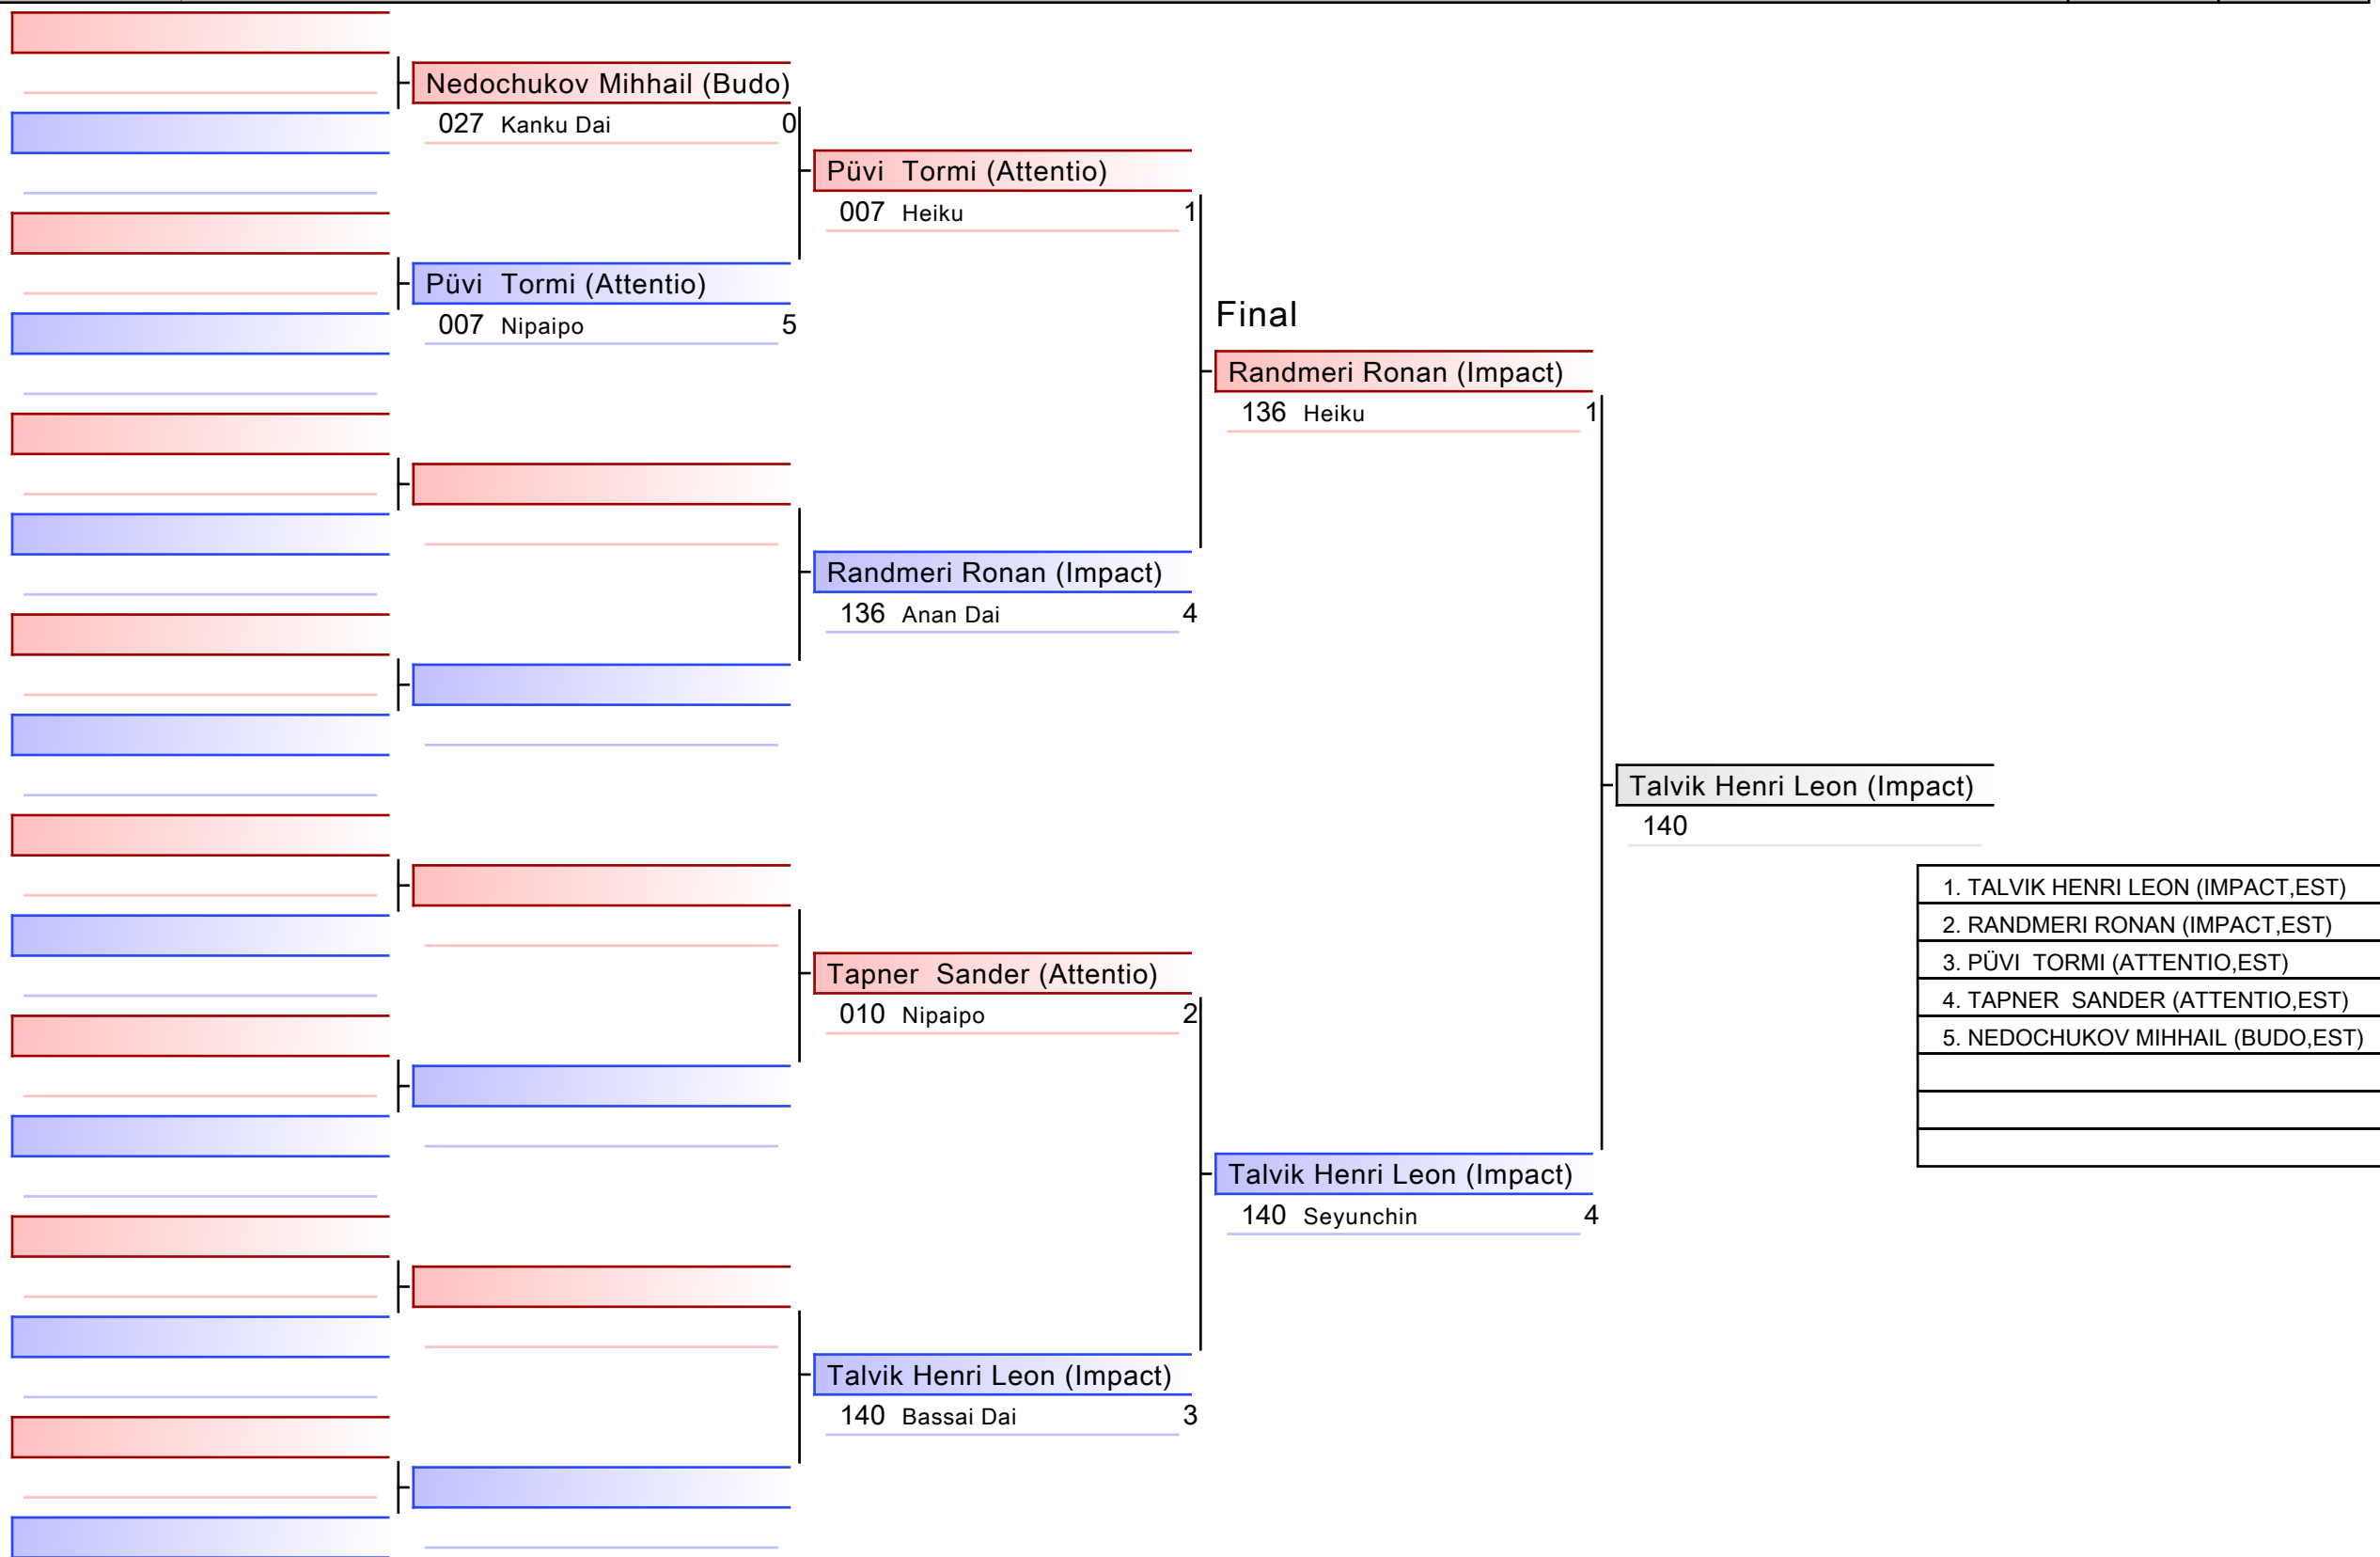 Nedochukov Mihhail (Budo)
027 Kanku Dai 0
Püvi  Tormi (Attentio)
007 Nipaipo 5
Püvi  Tormi (Attentio)
007 Heiku 1
Randmeri Ronan (Impact)
136 Anan Dai 4
Tapner  Sander (Attentio)
010 Nipaipo 2
Talvik Henri Leon (Impact)
140 Bassai Dai 3
Final
Randmeri Ronan (Impact)
136 Heiku 1
Talvik Henri Leon (Impact)
140 Seyunchin 4
Talvik Henri Leon (Impact)
140
1. TALVIK HENRI LEON (IMPACT,EST)
2. RANDMERI RONAN (IMPACT,EST)
3. PÜVI  TORMI (ATTENTIO,EST)
4. TAPNER  SANDER (ATTENTIO,EST)
5. NEDOCHUKOV MIHHAIL (BUDO,EST)